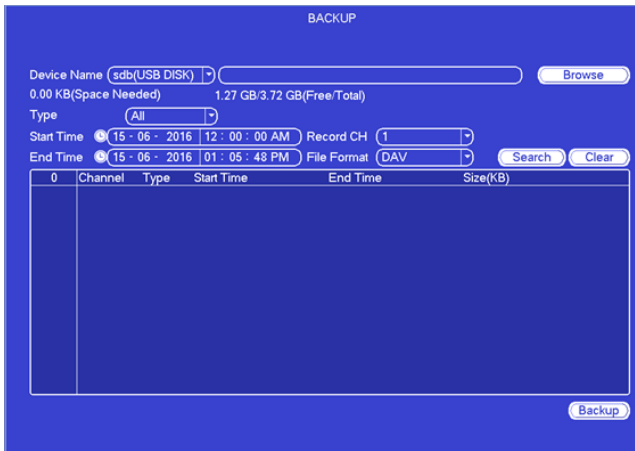 BACKUP
Device Name sdb(USB DISK) Browse
0.00 KB(Space Needed) 1.27 GB/3.72 GB(Free/Total)
Type All
Start Time 15 - 06 - 2016 12 : 00 : 00 AM Record CH 1
End Time 15 - 06 - 2016 01 : 05 : 48 PM File Format DAV Search Clear
0 Channel Type Start Time End Time Size(KB)
Backup